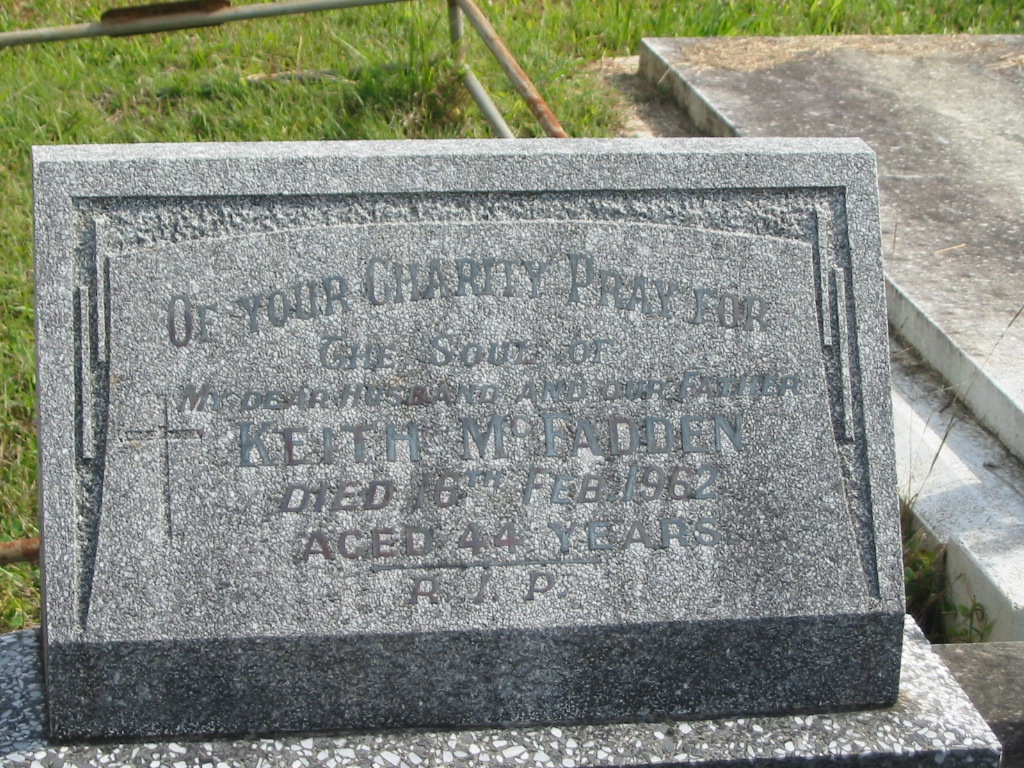 OF YOUR CHARITY PRAY FOR
THE SOUL OF
MY DEAR HUSBAND AND OUR FATHER
KEITH MCFADDEN
DIED 16TH FEB. 1962
AGED 44 YEARS.
R. I. P.